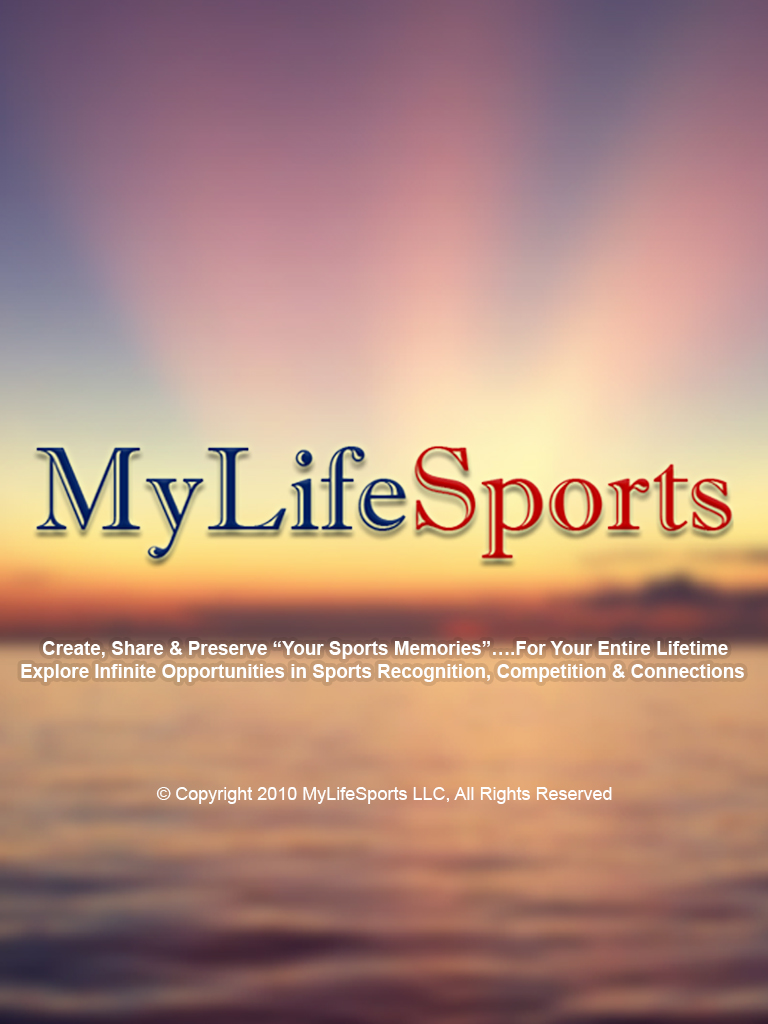 MyLifeSports
Create, Share & Preserve “Your Sports Memories”….For Your Entire Lifetime
Explore Infinite Opportunities in Sports Recognition, Competition & Connections
© Copyright 2010 MyLifeSports LLC, All Rights Reserved